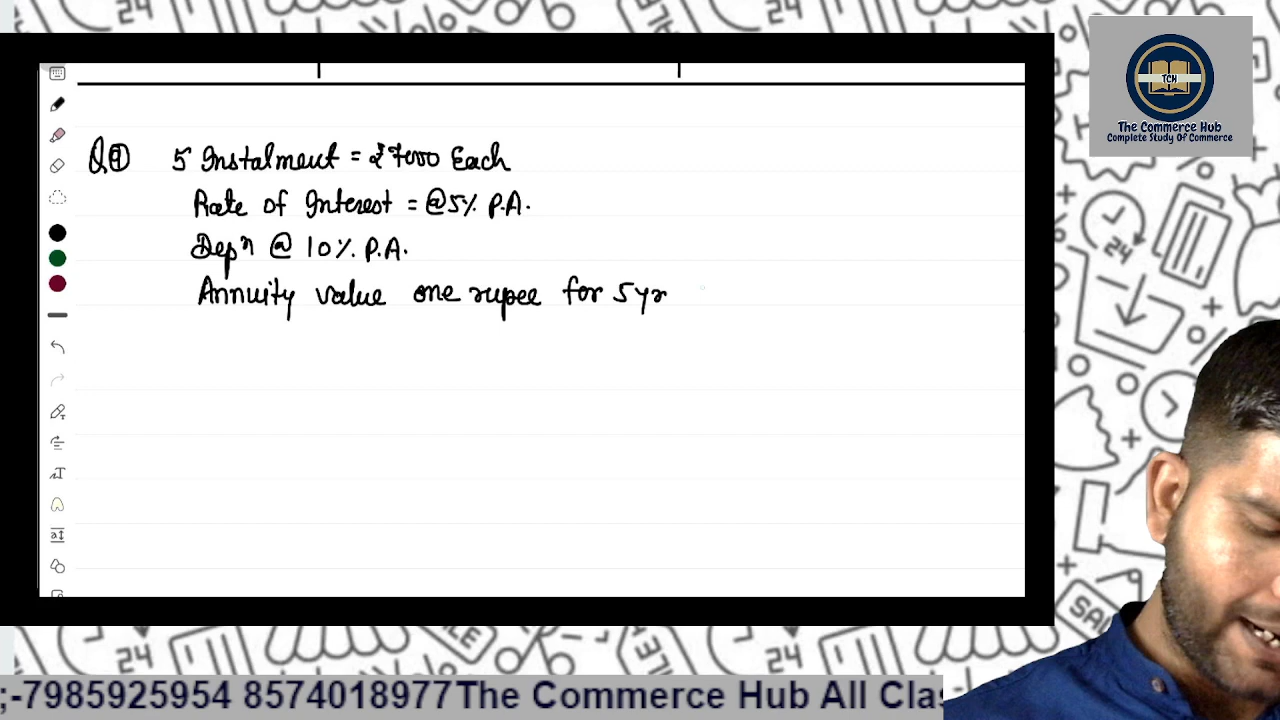 Q.9 5 Instalment = ₹7000 Each
Rate of Interest = @5% P.A.
Depn @ 10% P.A.
Annuity value one rupee for 5yr
TCH
The Commerce Hub
Complete Study Of Commerce
;-7985925954 8574018977The Commerce Hub All Clas